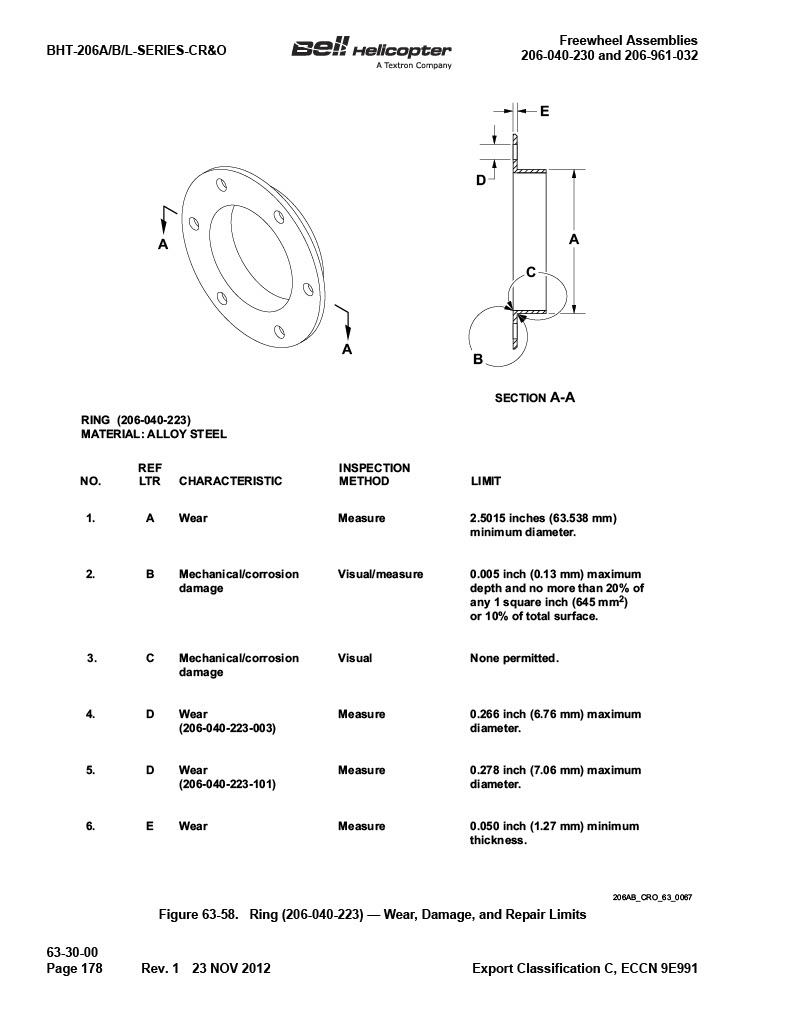 BHT-206A/B/L-SERIES-CR&O
Bell Helicopter
A Textron Company
Freewheel Assemblies
206-040-230 and 206-961-032
E
D
A
C
B
A
A
SECTION A-A
RING (206-040-223)
MATERIAL: ALLOY STEEL
NO. REF LTR CHARACTERISTIC INSPECTION METHOD LIMIT
1. A Wear Measure 2.5015 inches (63.538 mm)
minimum diameter.
2. B Mechanical/corrosion Visual/measure 0.005 inch (0.13 mm) maximum
damage depth and no more than 20% of
any 1 square inch (645 mm²)
or 10% of total surface.
3. C Mechanical/corrosion Visual None permitted.
damage
4. D Wear Measure 0.266 inch (6.76 mm) maximum
(206-040-223-003) diameter.
5. D Wear Measure 0.278 inch (7.06 mm) maximum
(206-040-223-101) diameter.
6. E Wear Measure 0.050 inch (1.27 mm) minimum
thickness.
206AB_CRO_63_0067
Figure 63-58. Ring (206-040-223) — Wear, Damage, and Repair Limits
63-30-00
Page 178 Rev. 1 23 NOV 2012 Export Classification C, ECCN 9E991